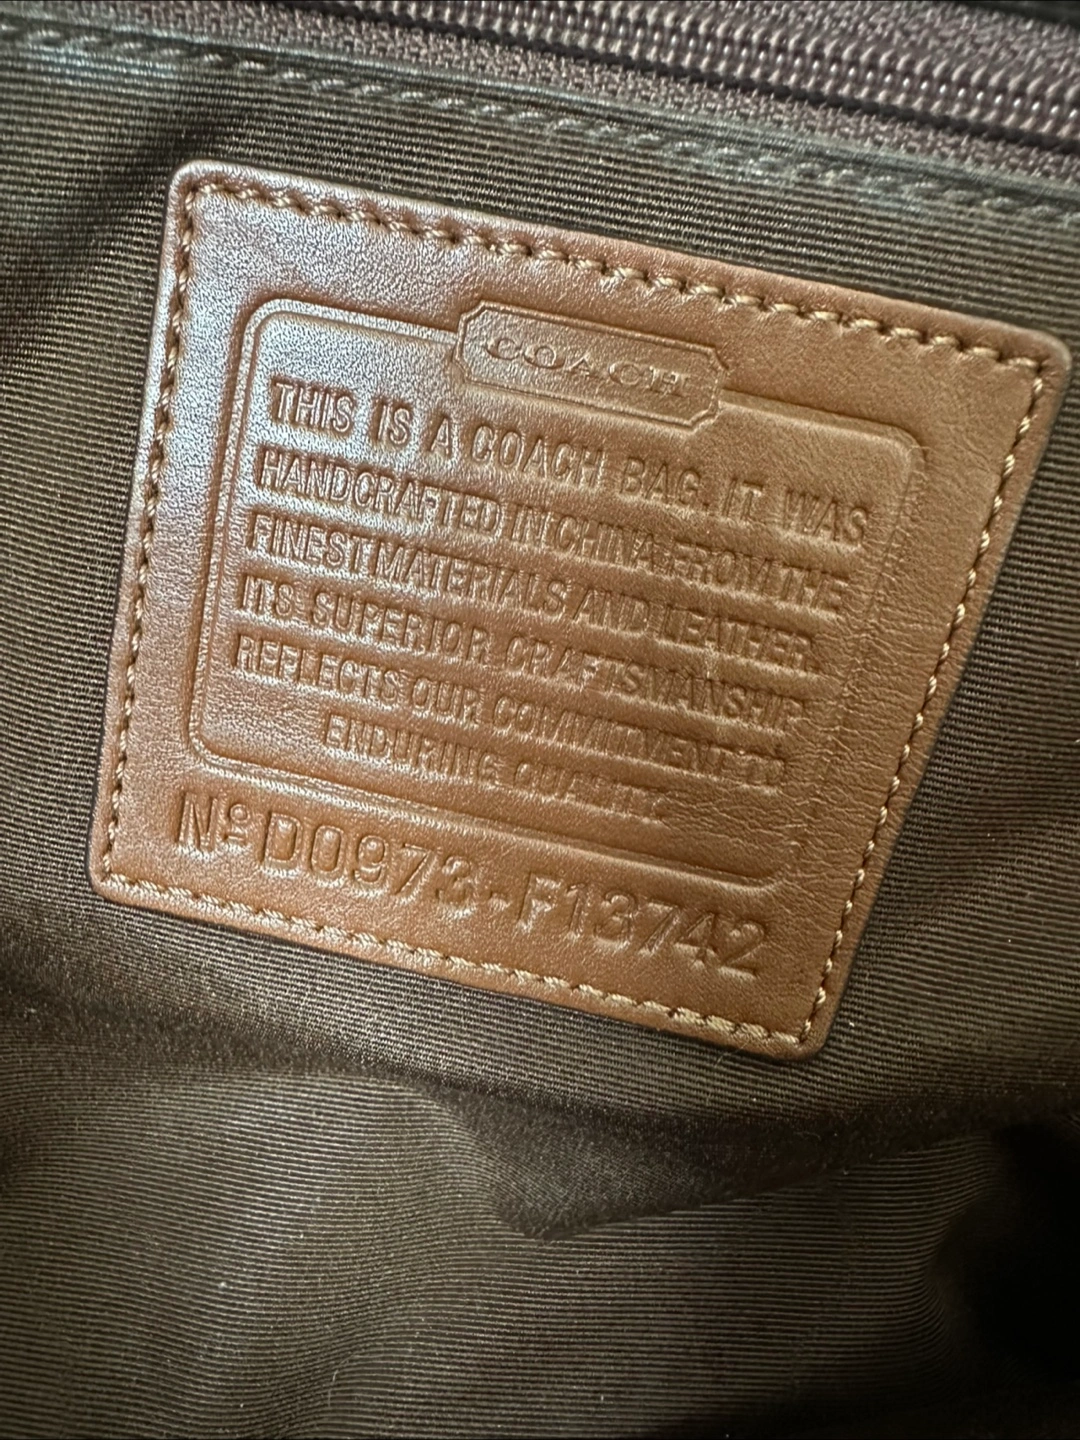 COACH
THIS IS A COACH BAG. IT WAS
HANDCRAFTED IN CHINA FROM THE
FINEST MATERIALS AND LEATHER.
ITS SUPERIOR CRAFTSMANSHIP
REFLECTS OUR COMMITMENT TO
ENDURING QUALITY.
Nº D0973-F13742